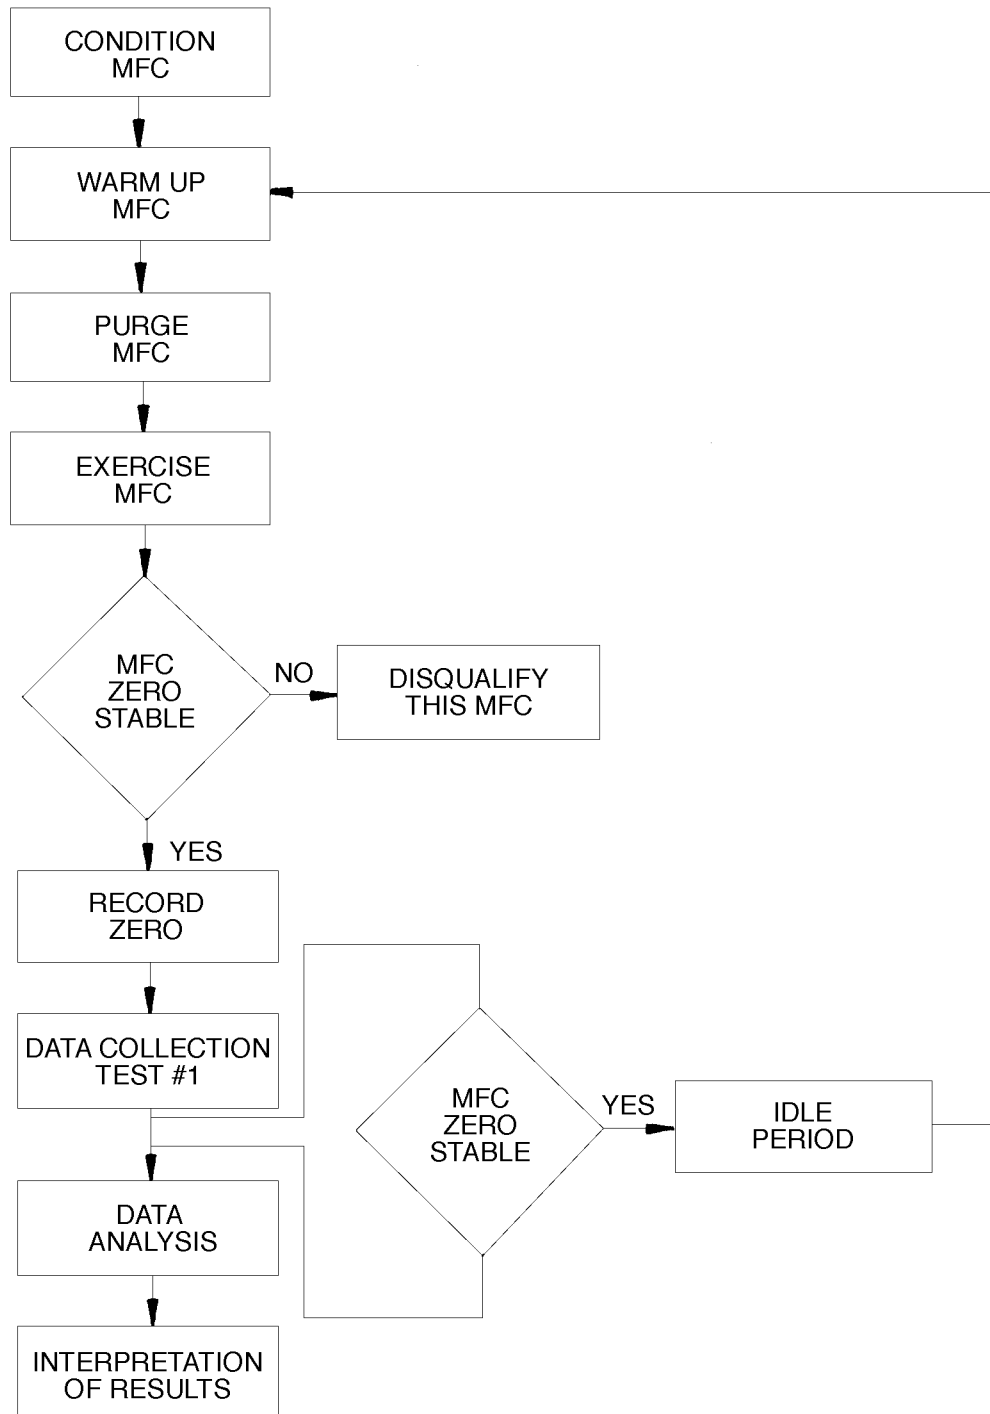 CONDITION
MFC
WARM UP
MFC
PURGE
MFC
EXERCISE
MFC
MFC
ZERO
STABLE
NO
DISQUALIFY
THIS MFC
YES
RECORD
ZERO
DATA COLLECTION
TEST #1
MFC
ZERO
STABLE
YES
IDLE
PERIOD
DATA
ANALYSIS
INTERPRETATION
OF RESULTS